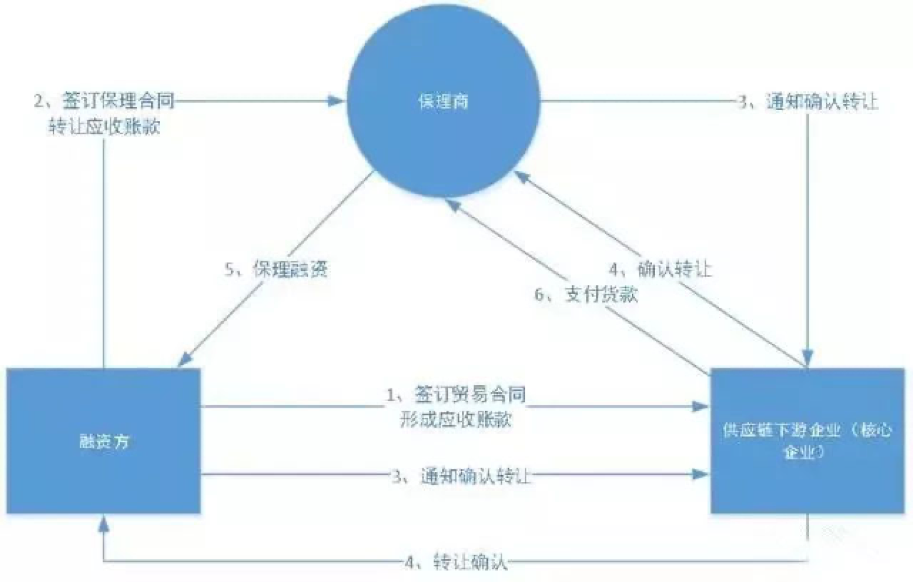 2、签订保理合同
转让应收账款
保理商
3、通知确认转让
5、保理融资
4、确认转让
6、支付货款
融资方
1、签订贸易合同
形成应收账款
供应链下游企业（核心
企业）
3、通知确认转让
4、转让确认